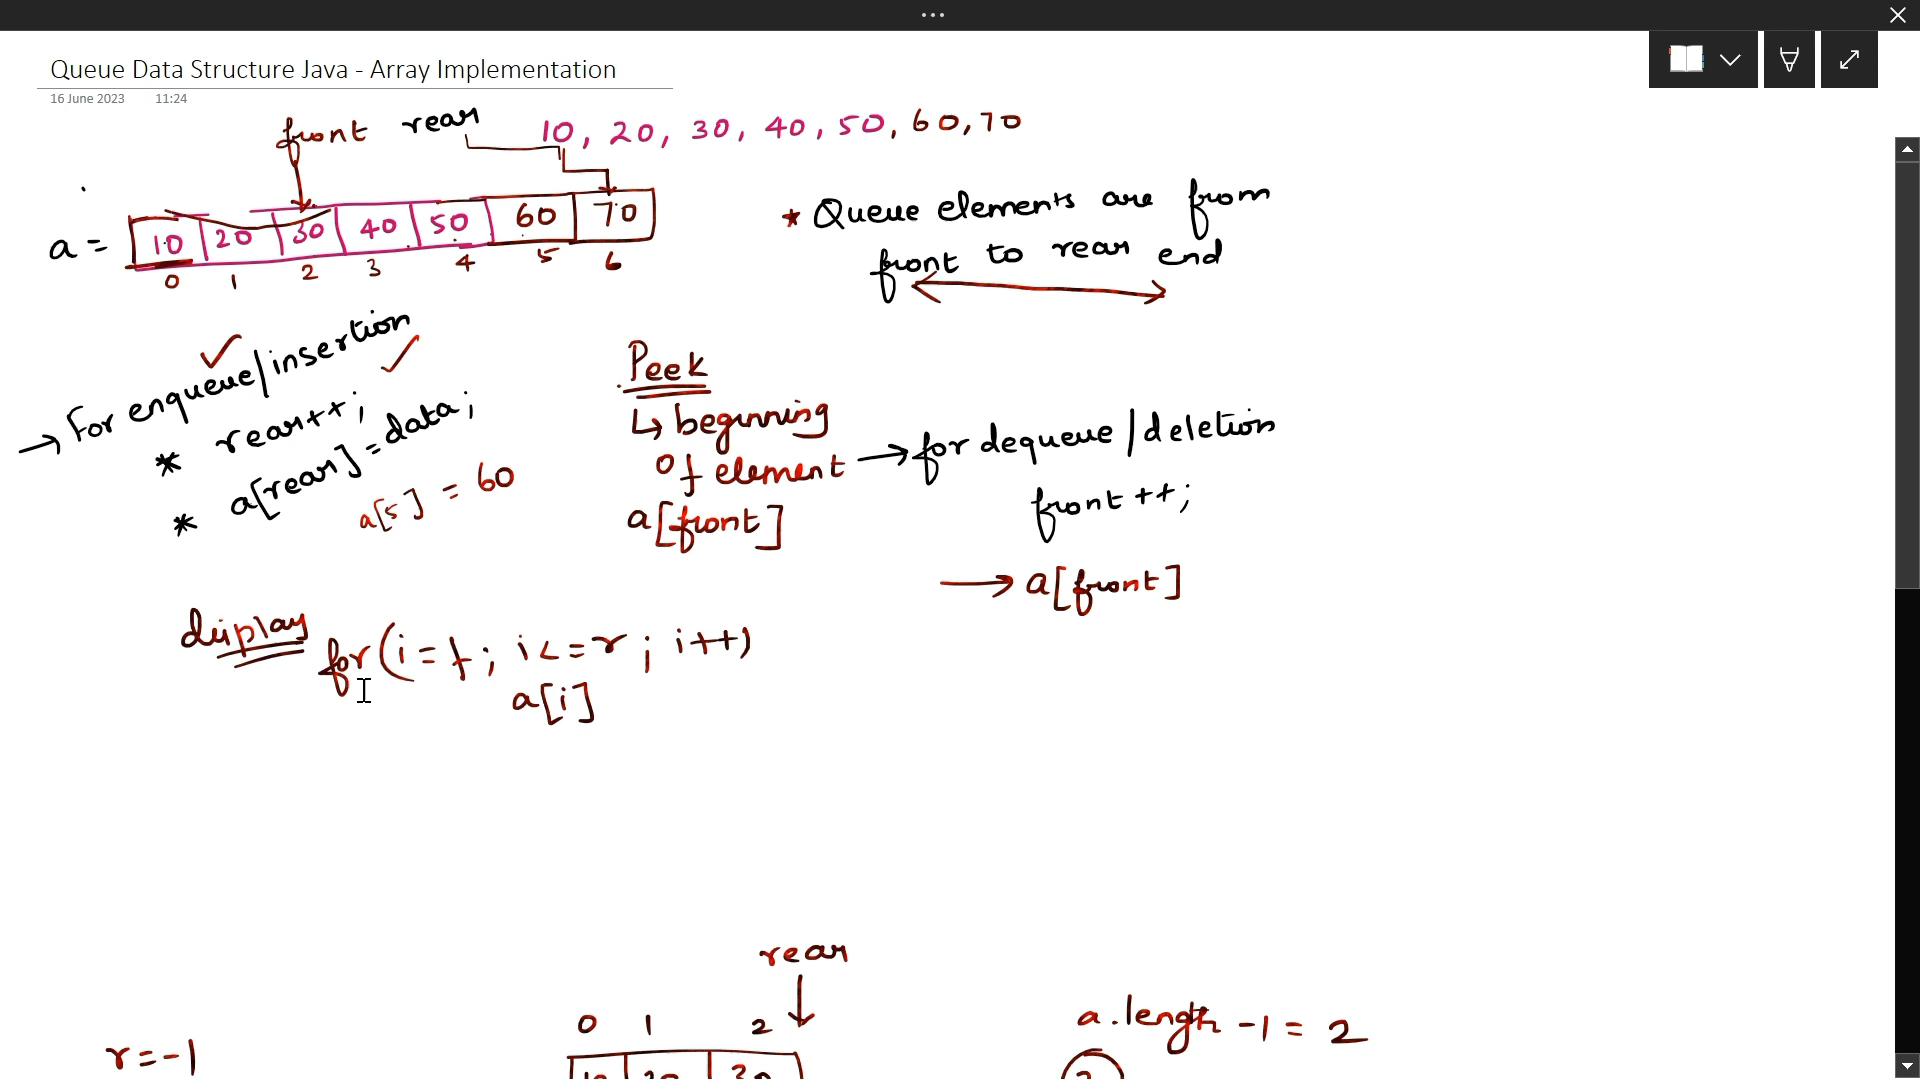 Queue Data Structure Java - Array Implementation
16 June 2023 11:24
front rear 10, 20, 30, 40, 50, 60, 70
a = 10 20 30 40 50 60 70
0 1 2 3 4 5 6
* Queue elements are from
front to rear end
→ For enqueue/insertion
* rear++;
* a[rear]=data;
a[5] = 60
Peek
↳ beginning
of element
a[front]
→ for dequeue/deletion
front++;
→ a[front]
display
for(i=f; i<=r; i++)
a[i]
rear
0 1 2
r=-1
a.length -1 = 2